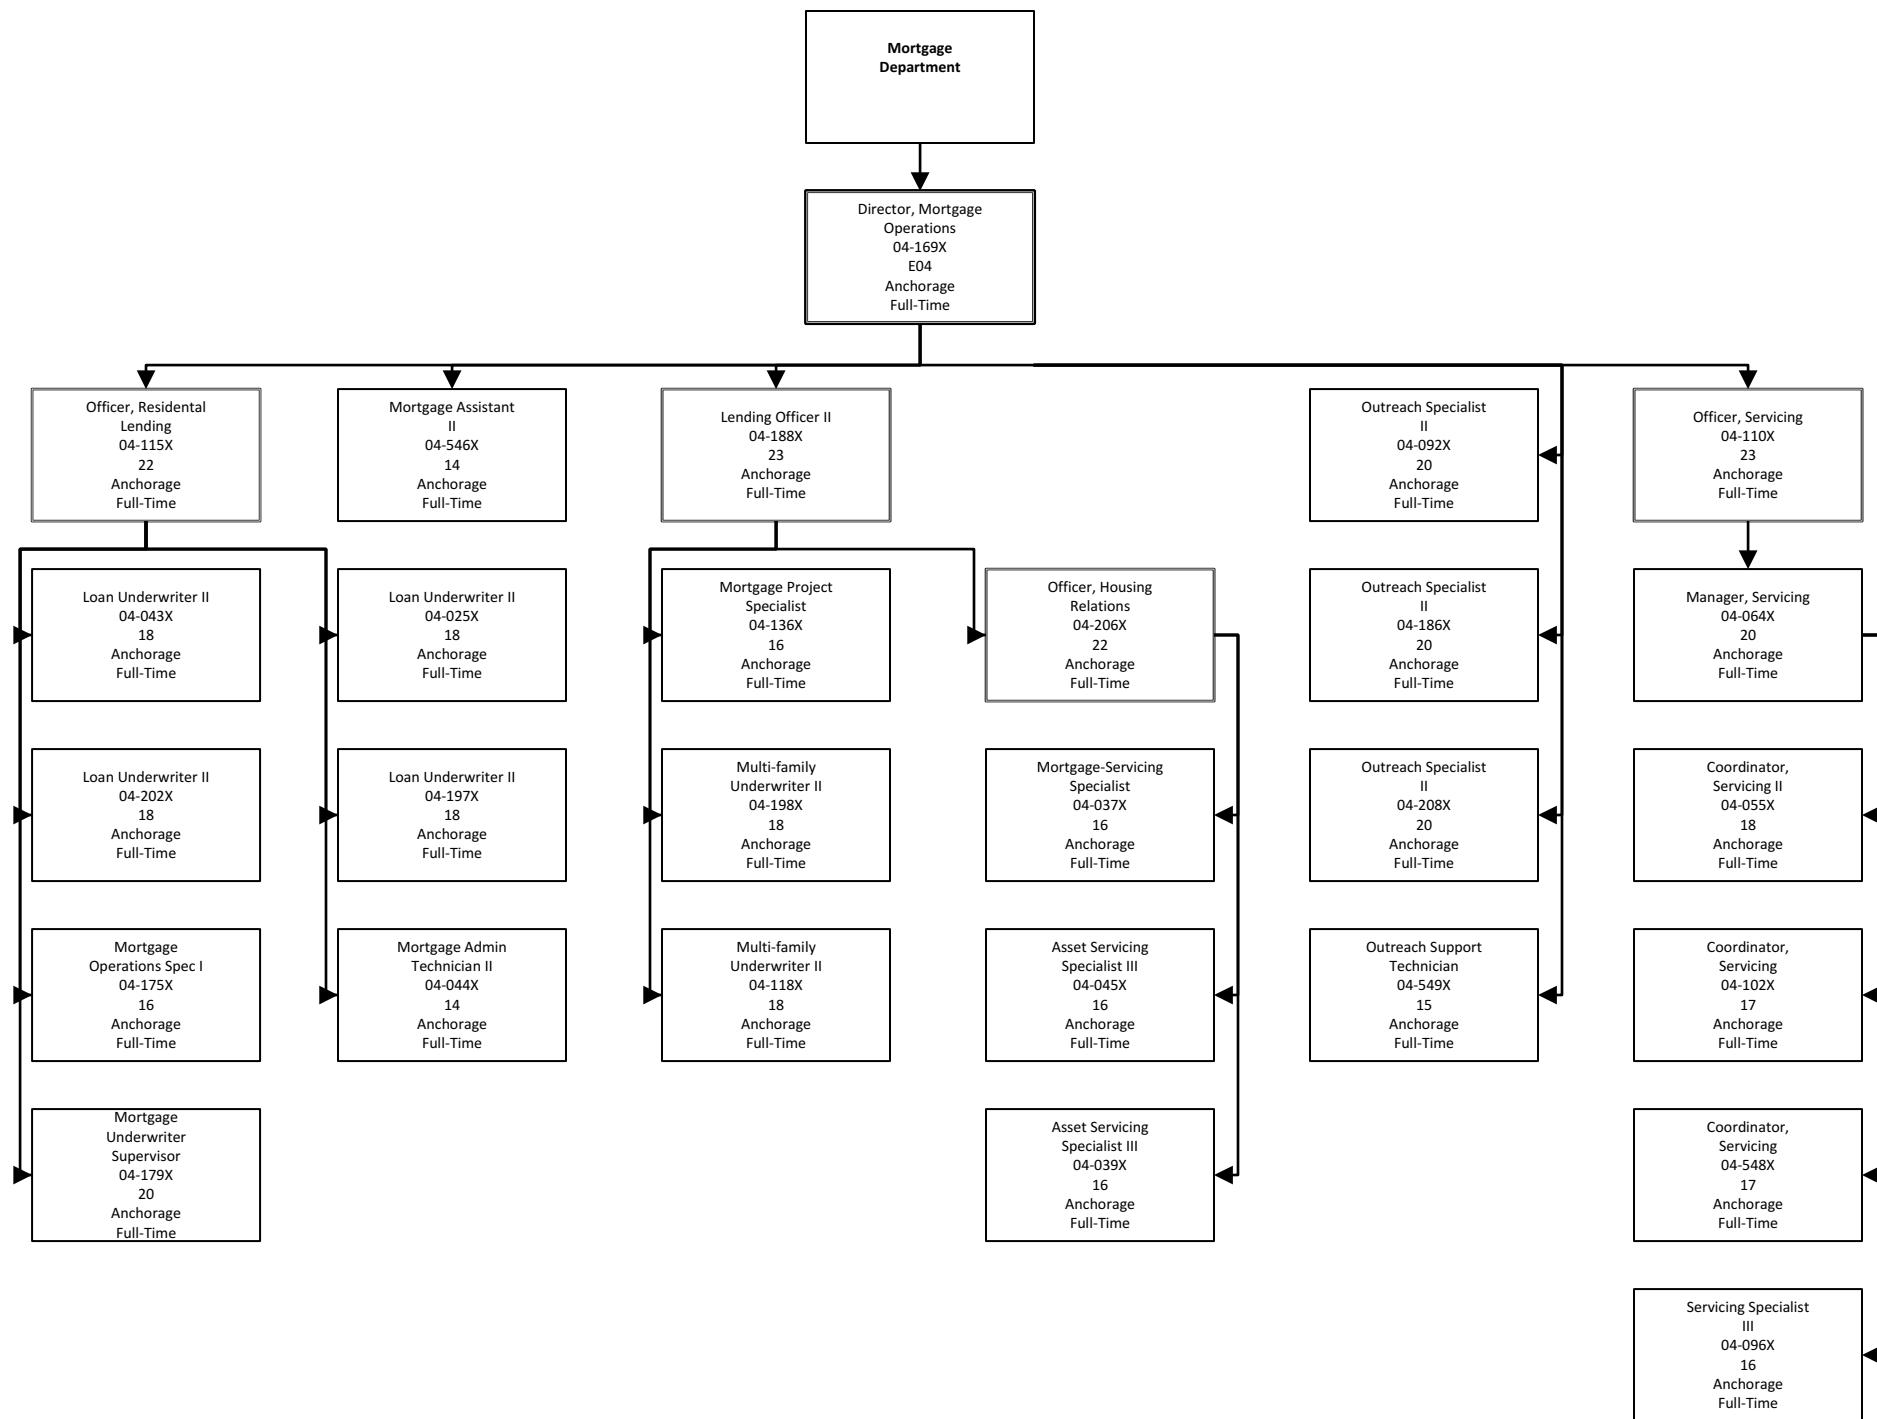 Mortgage
Department
Director, Mortgage
Operations
04-169X
E04
Anchorage
Full-Time
Officer, Residental
Lending
04-115X
22
Anchorage
Full-Time
Mortgage Assistant
II
04-546X
14
Anchorage
Full-Time
Lending Officer II
04-188X
23
Anchorage
Full-Time
Outreach Specialist
II
04-092X
20
Anchorage
Full-Time
Officer, Servicing
04-110X
23
Anchorage
Full-Time
Loan Underwriter II
04-043X
18
Anchorage
Full-Time
Loan Underwriter II
04-025X
18
Anchorage
Full-Time
Mortgage Project
Specialist
04-136X
16
Anchorage
Full-Time
Officer, Housing
Relations
04-206X
22
Anchorage
Full-Time
Outreach Specialist
II
04-186X
20
Anchorage
Full-Time
Manager, Servicing
04-064X
20
Anchorage
Full-Time
Loan Underwriter II
04-202X
18
Anchorage
Full-Time
Loan Underwriter II
04-197X
18
Anchorage
Full-Time
Multi-family
Underwriter II
04-198X
18
Anchorage
Full-Time
Mortgage-Servicing
Specialist
04-037X
16
Anchorage
Full-Time
Outreach Specialist
II
04-208X
20
Anchorage
Full-Time
Coordinator,
Servicing II
04-055X
18
Anchorage
Full-Time
Mortgage
Operations Spec I
04-175X
16
Anchorage
Full-Time
Mortgage Admin
Technician II
04-044X
14
Anchorage
Full-Time
Multi-family
Underwriter II
04-118X
18
Anchorage
Full-Time
Asset Servicing
Specialist III
04-045X
16
Anchorage
Full-Time
Outreach Support
Technician
04-549X
15
Anchorage
Full-Time
Coordinator,
Servicing
04-102X
17
Anchorage
Full-Time
Mortgage
Underwriter
Supervisor
04-179X
20
Anchorage
Full-Time
Asset Servicing
Specialist III
04-039X
16
Anchorage
Full-Time
Coordinator,
Servicing
04-548X
17
Anchorage
Full-Time
Servicing Specialist
III
04-096X
16
Anchorage
Full-Time